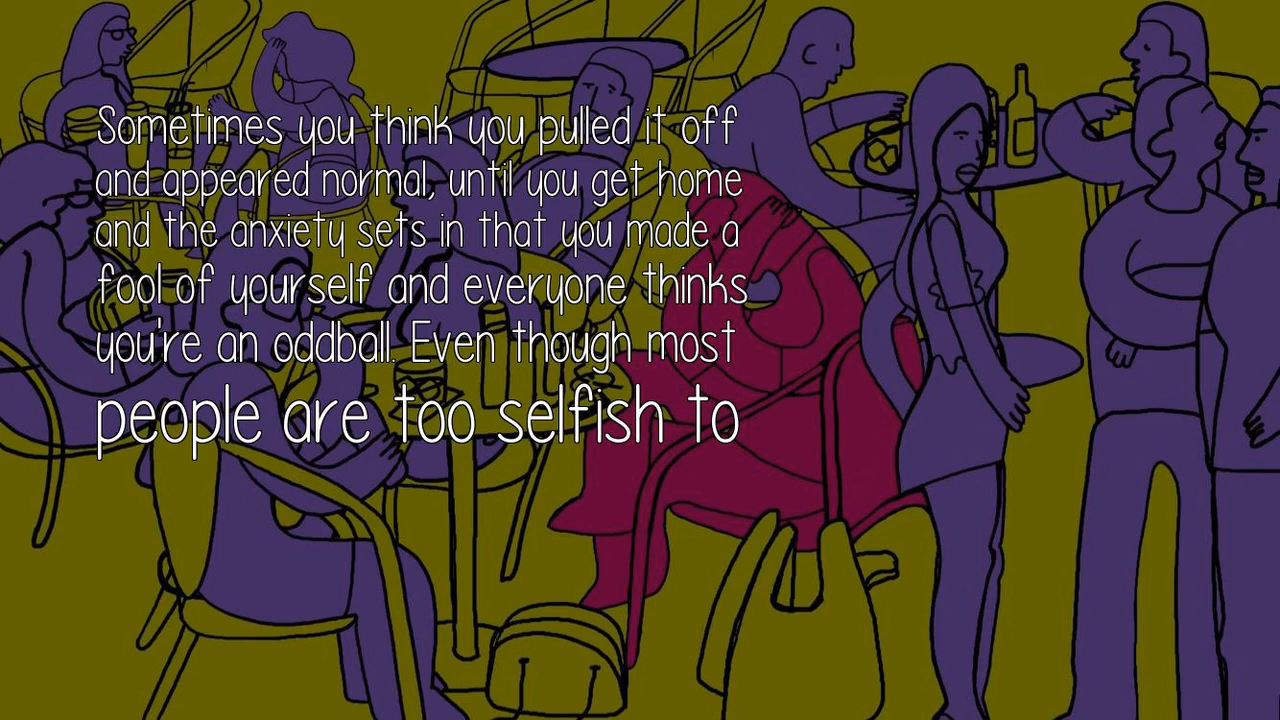 Sometimes you think you pulled it off
and appeared normal, until you get home
and the anxiety sets in that you made a
fool of yourself and everyone thinks
you're an oddball. Even though most
people are too selfish to